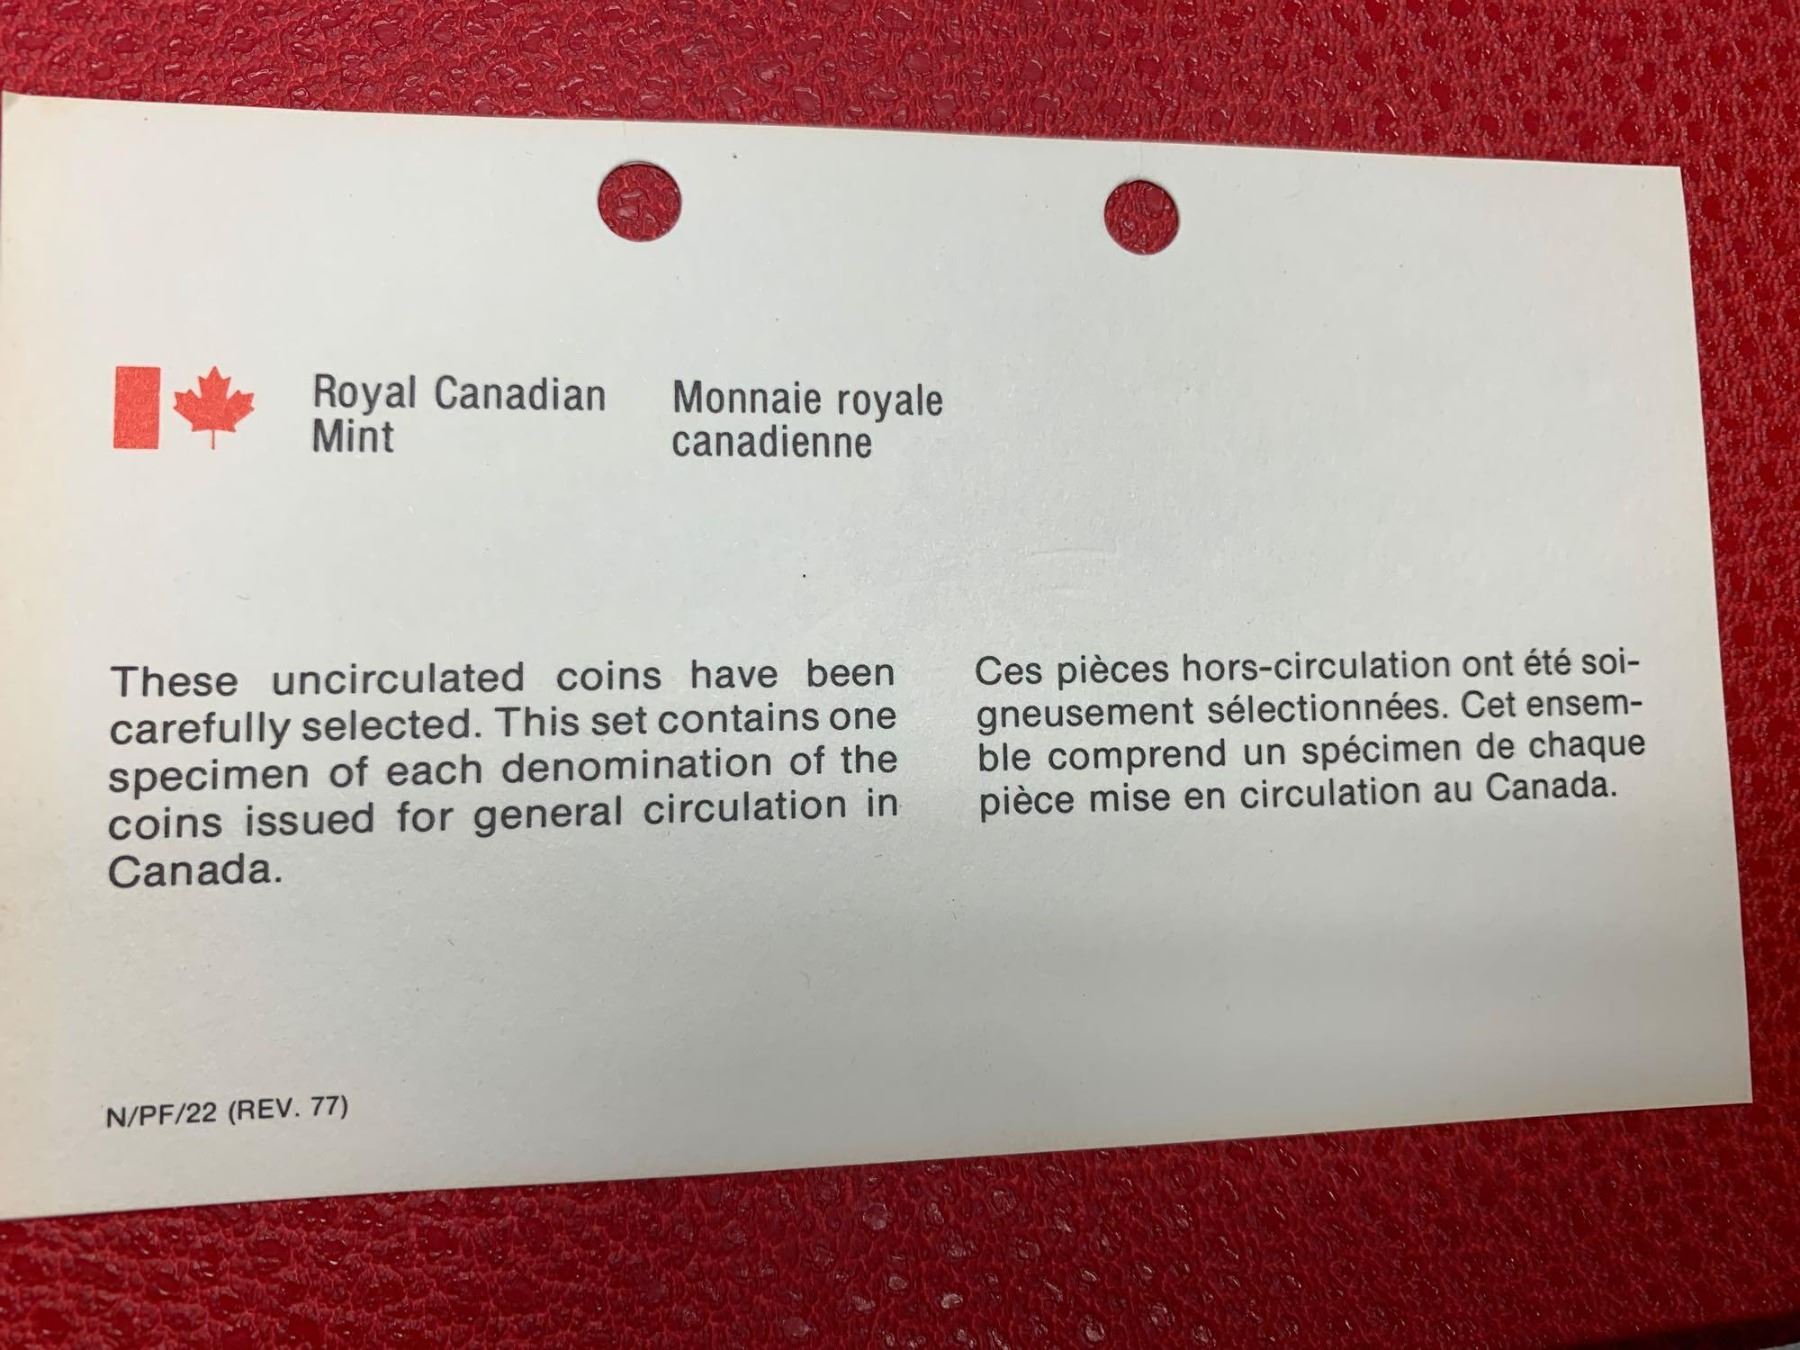 Royal Canadian
Mint
Monnaie royale
canadienne
These uncirculated coins have been
carefully selected. This set contains one
specimen of each denomination of the
coins issued for general circulation in
Canada.
Ces pièces hors-circulation ont été soi-
gneusement sélectionnées. Cet ensem-
ble comprend un spécimen de chaque
pièce mise en circulation au Canada.
N/PF/22 (REV. 77)